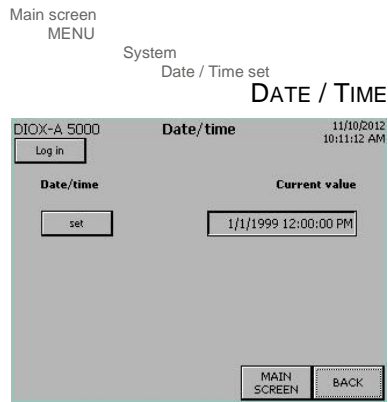 Main screen
MENU
System
Date / Time set
DATE / TIME
DIOX-A 5000 Date/time 11/10/2012
Log in 10:11:12 AM
Date/time Current value
set 1/1/1999 12:00:00 PM
MAIN SCREEN BACK